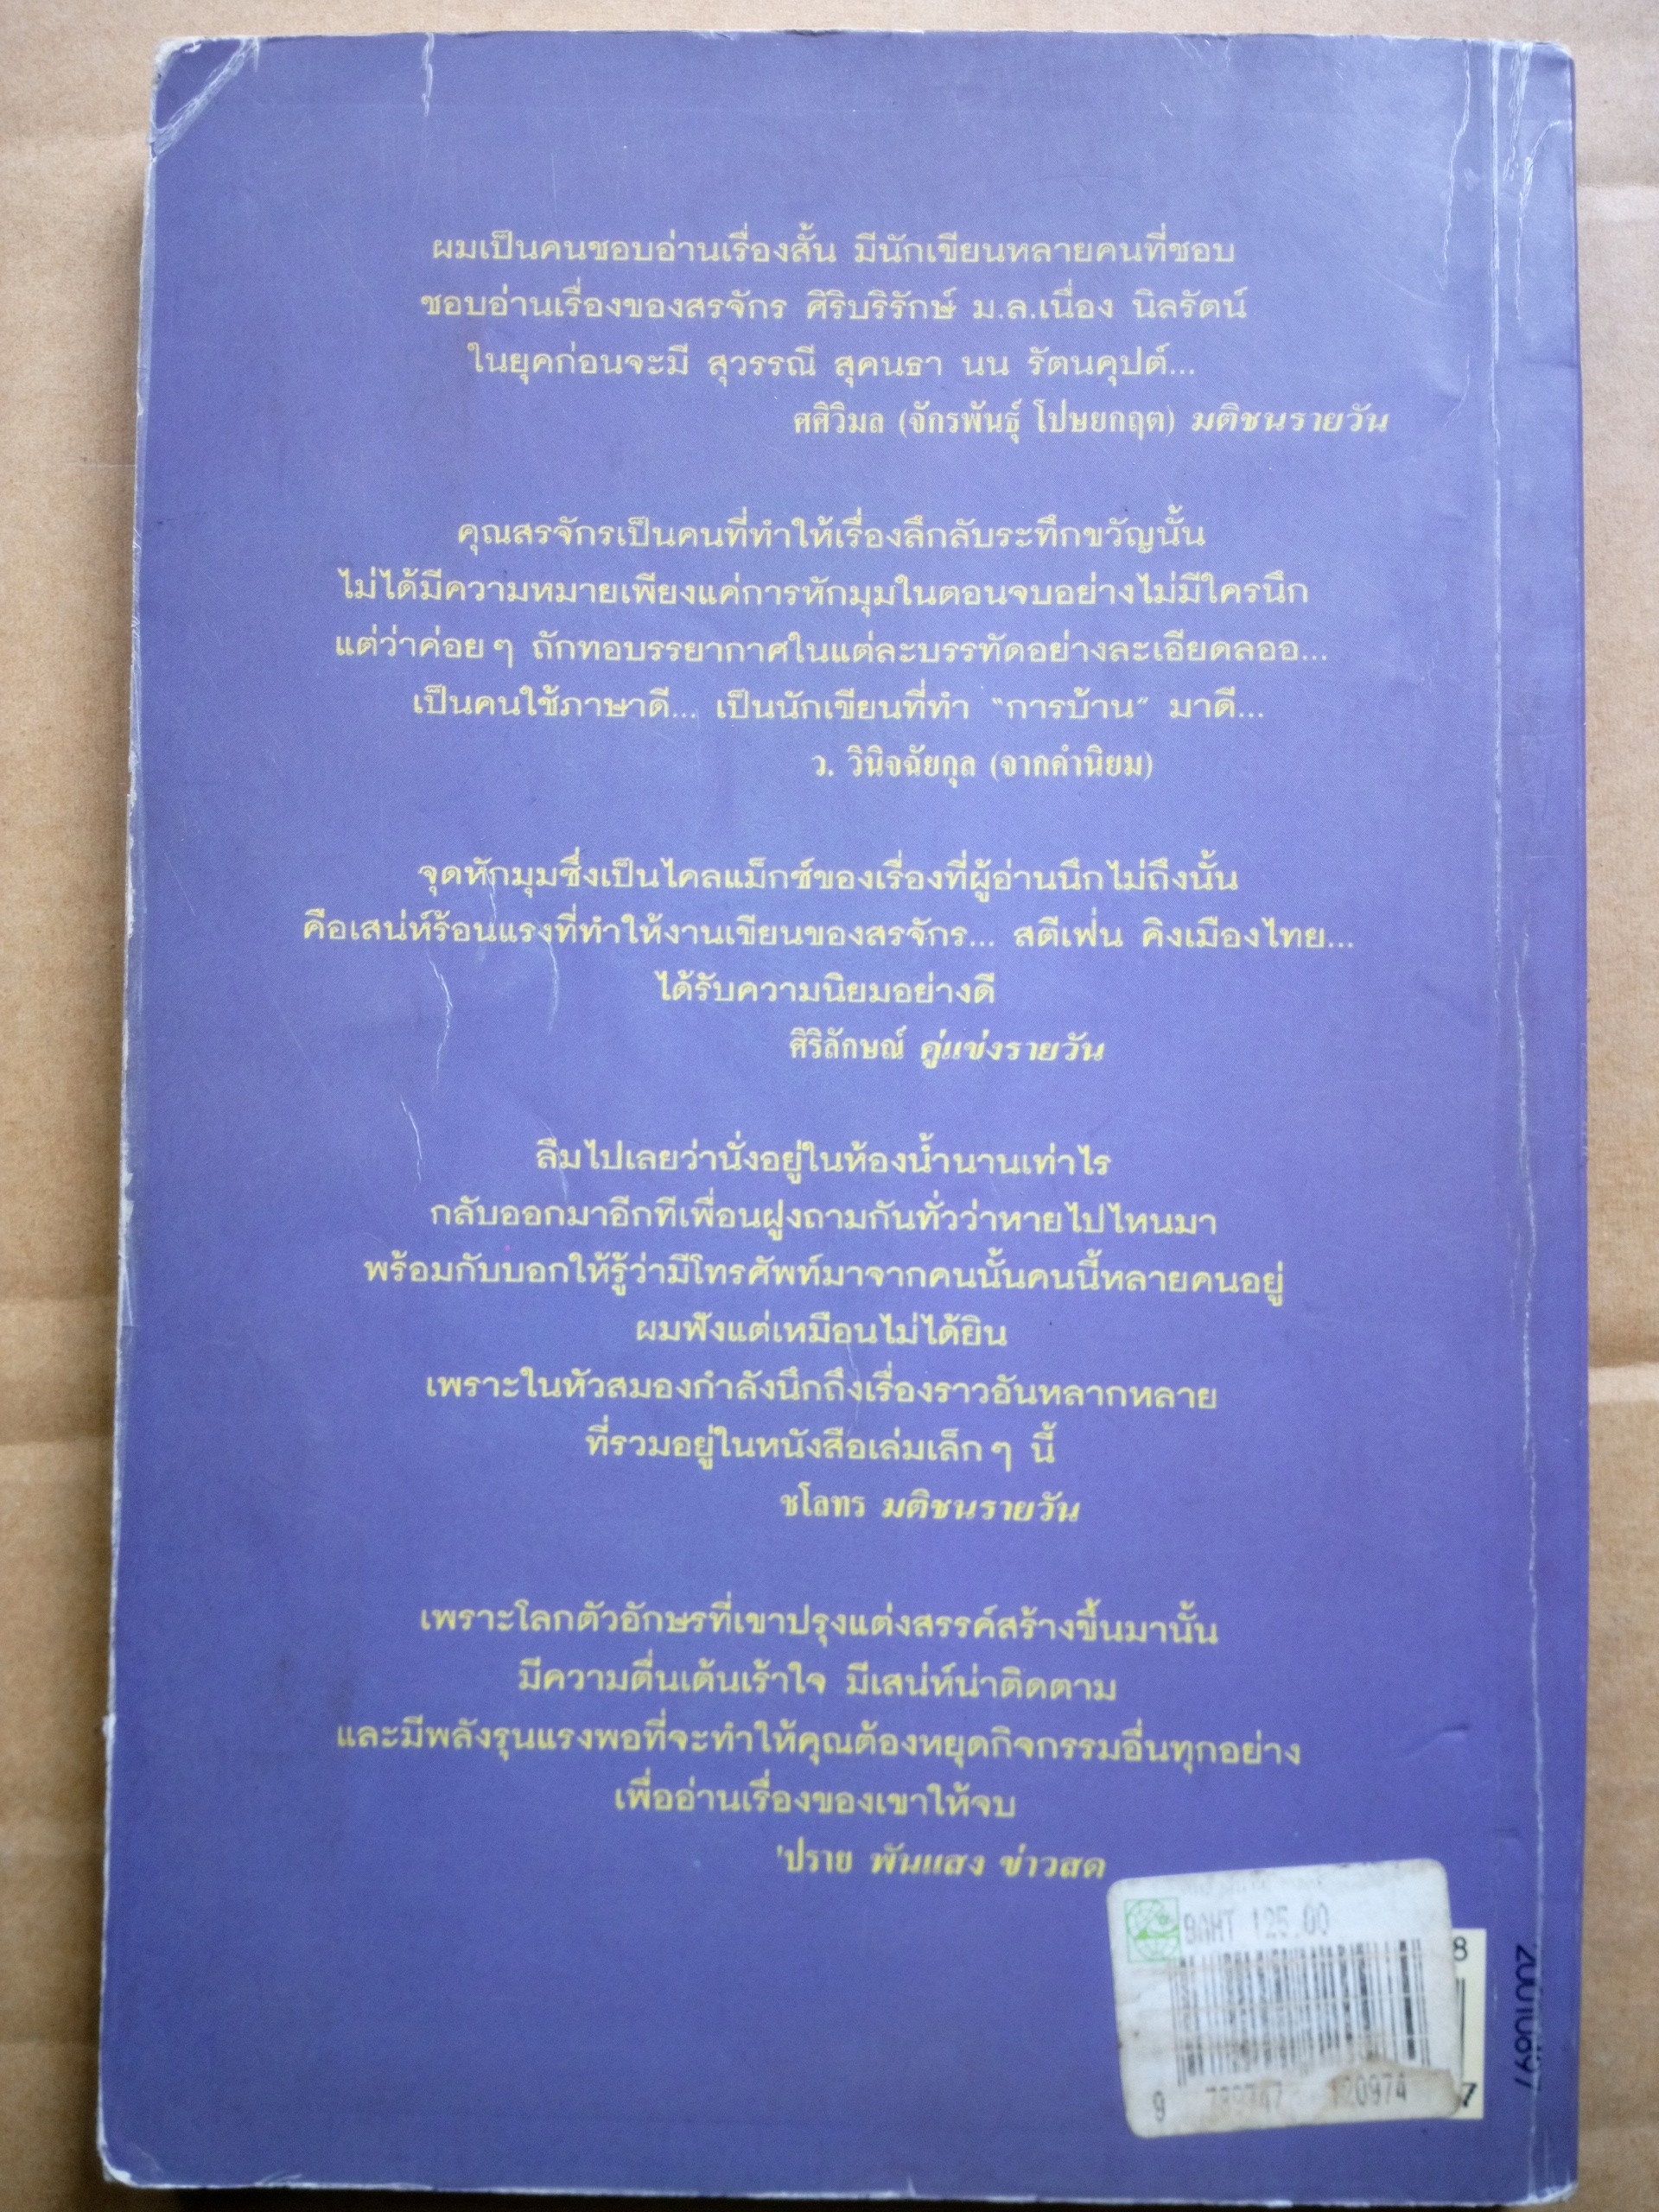 ผมเป็นคนชอบอ่านเรื่องสั้น มีนักเขียนหลายคนที่ชอบ
ชอบอ่านเรื่องของสรจักร ศิริบริรักษ์ ม.ล.เนื่อง นิลรัตน์
ในยุคก่อนจะมี สุวรรณี สุคนธา นน รัตนคุปต์...
ศศิวิมล (จักรพันธุ์ โปษยกฤต) มติชนรายวัน
คุณสรจักรเป็นคนที่ทำให้เรื่องลึกลับระทึกขวัญนั้น
ไม่ได้มีความหมายเพียงแค่การหักมุมในตอนจบอย่างไม่มีใครนึก
แต่ว่าค่อยๆ ถักทอบรรยากาศในแต่ละบรรทัดอย่างละเอียดลออ...
เป็นคนใช้ภาษาดี... เป็นนักเขียนที่ทำ "การบ้าน" มาดี...
ว. วินิจฉัยกุล (จากคำนิยม)
จุดหักมุมซึ่งเป็นไคลแม็กซ์ของเรื่องที่ผู้อ่านนึกไม่ถึงนั้น
คือเสน่ห์ร้อนแรงที่ทำให้งานเขียนของสรจักร... สตีเฟ่น คิงเมืองไทย...
ได้รับความนิยมอย่างดี
ศิริลักษณ์ คู่แข่งรายวัน
ลืมไปเลยว่านั่งอยู่ในห้องน้ำนานเท่าไร
กลับออกมาอีกทีเพื่อนฝูงถามกันทั่วว่าหายไปไหนมา
พร้อมกับบอกให้รู้ว่ามีโทรศัพท์มาจากคนนั้นคนนี้หลายคนอยู่
ผมฟังแต่เหมือนไม่ได้ยิน
เพราะในหัวสมองกำลังนึกถึงเรื่องราวอันหลากหลาย
ที่รวมอยู่ในหนังสือเล่มเล็กๆ นี้
ชโลทร มติชนรายวัน
เพราะโลกตัวอักษรที่เขาปรุงแต่งสรรค์สร้างขึ้นมานั้น
มีความตื่นเต้นเร้าใจ มีเสน่ห์น่าติดตาม
และมีพลังรุนแรงพอที่จะทำให้คุณต้องหยุดกิจกรรมอื่นทุกอย่าง
เพื่ออ่านเรื่องของเขาให้จบ
'ปราย พันแสง ข่าวสด
BAHT 125.00
8
9 789747 120974
7